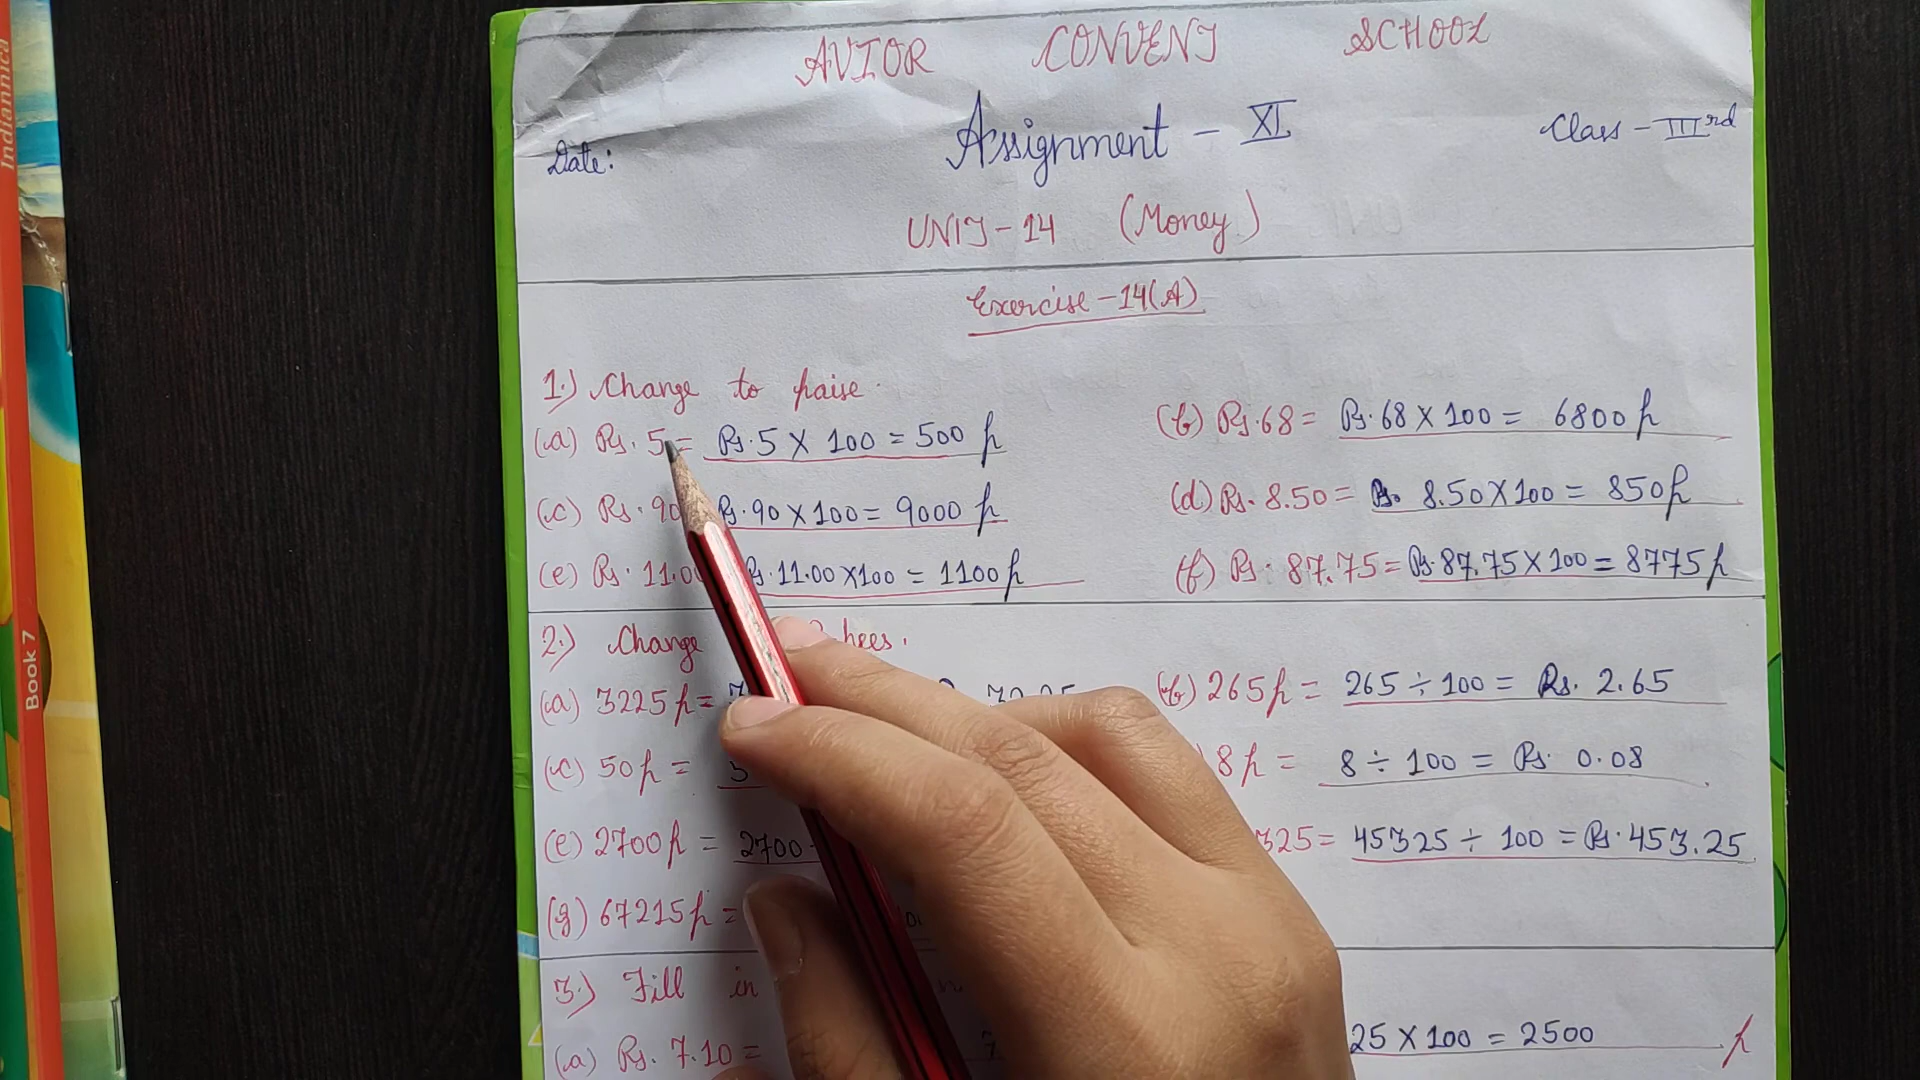 AVIOR CONVENT SCHOOL
Date: Assignment - XI Class - IIIrd
UNIT-14 (Money)
Exercise-14(A)
1.) Change to paise.
(a) Rs. 5 = Rs. 5 X 100 = 500 p
(b) Rs. 68 = Rs. 68 X 100 = 6800 p
(c) Rs. 90 Rs. 90 X 100 = 9000 p
(d) Rs. 8.50 = Rs. 8.50 X 100 = 850 p
(e) Rs. 11.00 Rs. 11.00 X 100 = 1100 p
(f) Rs. 87.75 = Rs. 87.75 X 100 = 8775 p
2.) Change
(a) 3225 p =
(b) 265 p = 265 ÷ 100 = Rs. 2.65
(c) 50 p =
8 p = 8 ÷ 100 = Rs. 0.08
(e) 2700 p = 2700
325 = 45325 ÷ 100 = Rs. 453.25
(g) 67215 p =
3.) Fill in
(a) Rs. 7.10 =
25 X 100 = 2500 p
Indiannica
Book 7